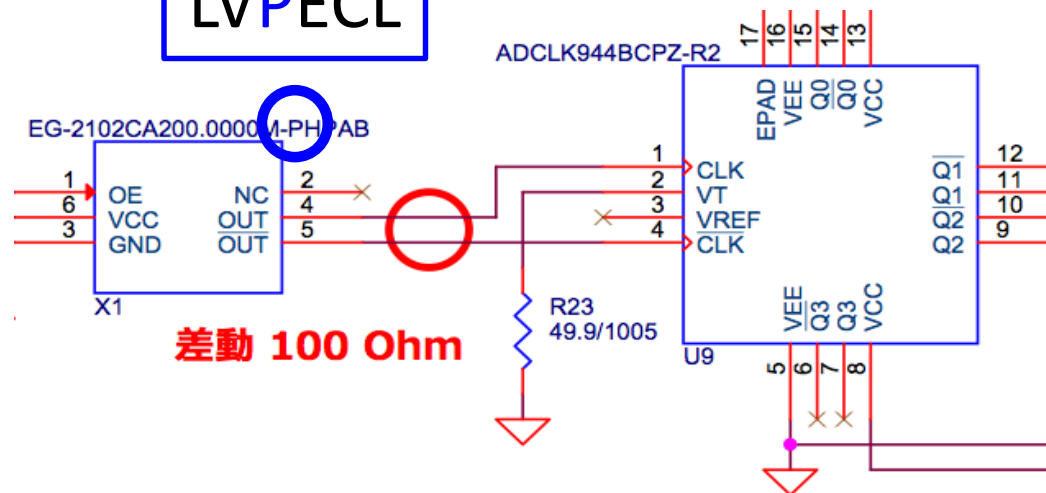 LVPECL
ADCLK944BCPZ-R2
17
16
15
14
13
EPAD
VEE
Q0
Q0
VCC
EG-2102CA200.0000M-PHPAB
1
6
3
OE
VCC
GND
NC
OUT
OUT
2
4
5
X1
1
2
3
4
CLK
VT
VREF
CLK
Q1
Q1
Q2
Q2
12
11
10
9
R23
49.9/1005
差動 100 Ohm
VEE
Q3
Q3
VCC
U9
5
6
7
8